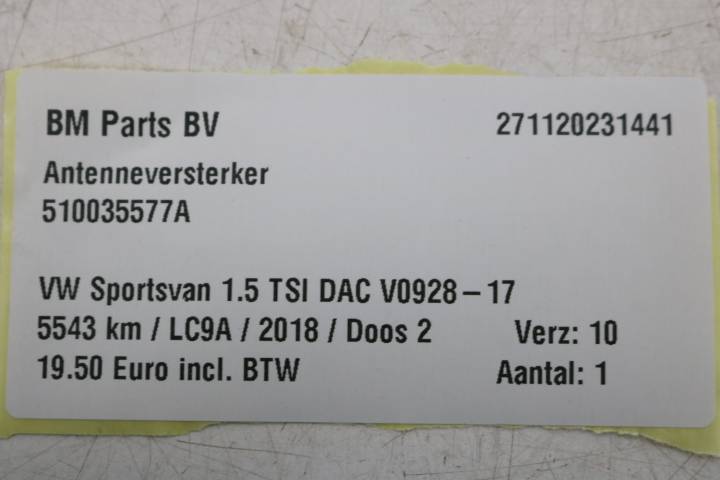 BM Parts BV 271120231441
Antenneversterker
510035577A
VW Sportsvan 1.5 TSI DAC V0928-17
5543 km / LC9A / 2018 / Doos 2 Verz: 10
19.50 Euro incl. BTW Aantal: 1